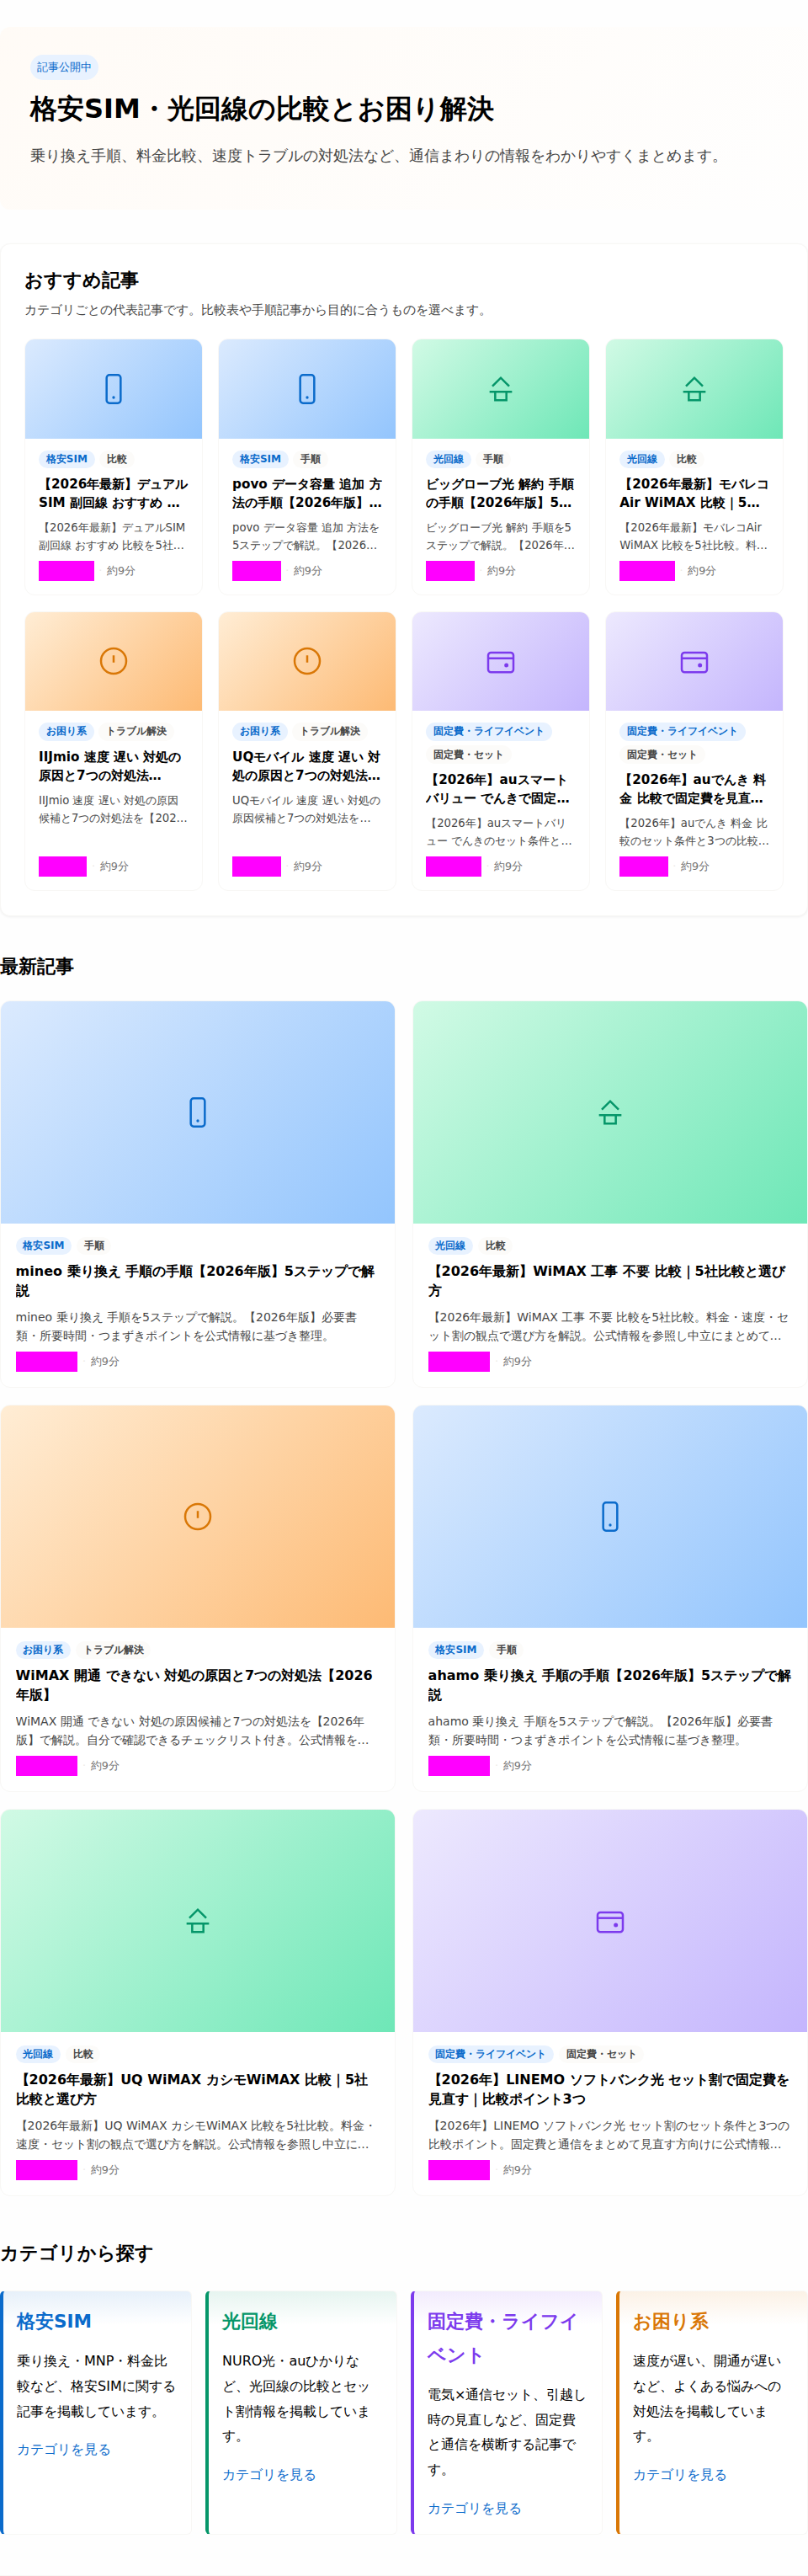 記事公開中
格安SIM・光回線の比較とお困り解決
乗り換え手順、料金比較、速度トラブルの対処法など、通信まわりの情報をわかりやすくまとめます。
おすすめ記事
カテゴリごとの代表記事です。比較表や手順記事から目的に合うものを選べます。
格安SIM 比較
【2026年最新】デュアル
SIM 副回線 おすすめ …
【2026年最新】デュアルSIM
副回線 おすすめ 比較を5社…
約9分
格安SIM 手順
povo データ容量 追加 方
法の手順【2026年版】…
povo データ容量 追加 方法を
5ステップで解説。【2026…
約9分
光回線 手順
ビッグローブ光 解約 手順
の手順【2026年版】5…
ビッグローブ光 解約 手順を5
ステップで解説。【2026年…
約9分
光回線 比較
【2026年最新】モバレコ
Air WiMAX 比較｜5…
【2026年最新】モバレコAir
WiMAX 比較を5社比較。料…
約9分
お困り系 トラブル解決
IIJmio 速度 遅い 対処の
原因と7つの対処法…
IIJmio 速度 遅い 対処の原因
候補と7つの対処法を【202…
約9分
お困り系 トラブル解決
UQモバイル 速度 遅い 対
処の原因と7つの対処法…
UQモバイル 速度 遅い 対処の
原因候補と7つの対処法を…
約9分
固定費・ライフイベント
固定費・セット
【2026年】auスマート
バリュー でんきで固定…
【2026年】auスマートバリ
ュー でんきのセット条件と…
約9分
固定費・ライフイベント
固定費・セット
【2026年】auでんき 料
金 比較で固定費を見直…
【2026年】auでんき 料金 比
較のセット条件と3つの比較…
約9分
最新記事
格安SIM 手順
mineo 乗り換え 手順の手順【2026年版】5ステップで解
説
mineo 乗り換え 手順を5ステップで解説。【2026年版】必要書
類・所要時間・つまずきポイントを公式情報に基づき整理。
約9分
光回線 比較
【2026年最新】WiMAX 工事 不要 比較｜5社比較と選び
方
【2026年最新】WiMAX 工事 不要 比較を5社比較。料金・速度・セ
ット割の観点で選び方を解説。公式情報を参照し中立にまとめて…
約9分
お困り系 トラブル解決
WiMAX 開通 できない 対処の原因と7つの対処法【2026
年版】
WiMAX 開通 できない 対処の原因候補と7つの対処法を【2026年
版】で解説。自分で確認できるチェックリスト付き。公式情報を…
約9分
格安SIM 手順
ahamo 乗り換え 手順の手順【2026年版】5ステップで解
説
ahamo 乗り換え 手順を5ステップで解説。【2026年版】必要書
類・所要時間・つまずきポイントを公式情報に基づき整理。
約9分
光回線 比較
【2026年最新】UQ WiMAX カシモWiMAX 比較｜5社
比較と選び方
【2026年最新】UQ WiMAX カシモWiMAX 比較を5社比較。料金・
速度・セット割の観点で選び方を解説。公式情報を参照し中立に…
約9分
固定費・ライフイベント 固定費・セット
【2026年】LINEMO ソフトバンク光 セット割で固定費を
見直す｜比較ポイント3つ
【2026年】LINEMO ソフトバンク光 セット割のセット条件と3つの
比較ポイント。固定費と通信をまとめて見直す方向けに公式情報…
約9分
カテゴリから探す
格安SIM
乗り換え・MNP・料金比
較など、格安SIMに関する
記事を掲載しています。
カテゴリを見る
光回線
NURO光・auひかりな
ど、光回線の比較とセッ
ト割情報を掲載していま
す。
カテゴリを見る
固定費・ライフイ
ベント
電気×通信セット、引越し
時の見直しなど、固定費
と通信を横断する記事で
す。
カテゴリを見る
お困り系
速度が遅い、開通が遅い
など、よくある悩みへの
対処法を掲載していま
す。
カテゴリを見る